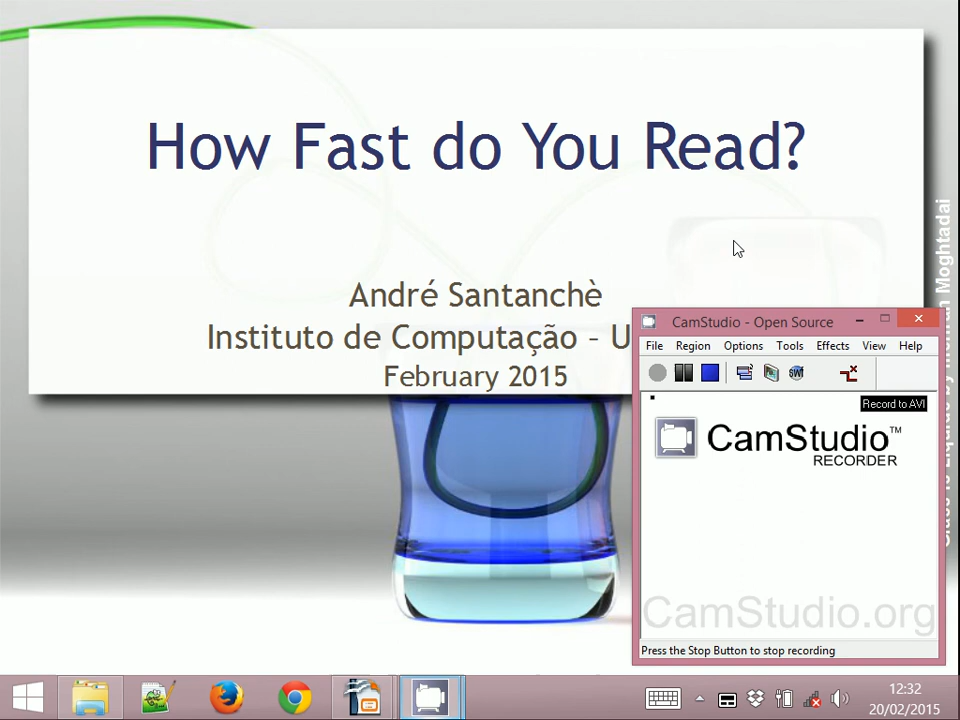 How Fast do You Read?
André Santanchè
Instituto de Computação – U
February 2015
Moghtadai
CamStudio - Open Source
File Region Options Tools Effects View Help
SWF
Record to AVI
CamStudio™
RECORDER
CamStudio.org
Press the Stop Button to stop recording
12:32
20/02/2015